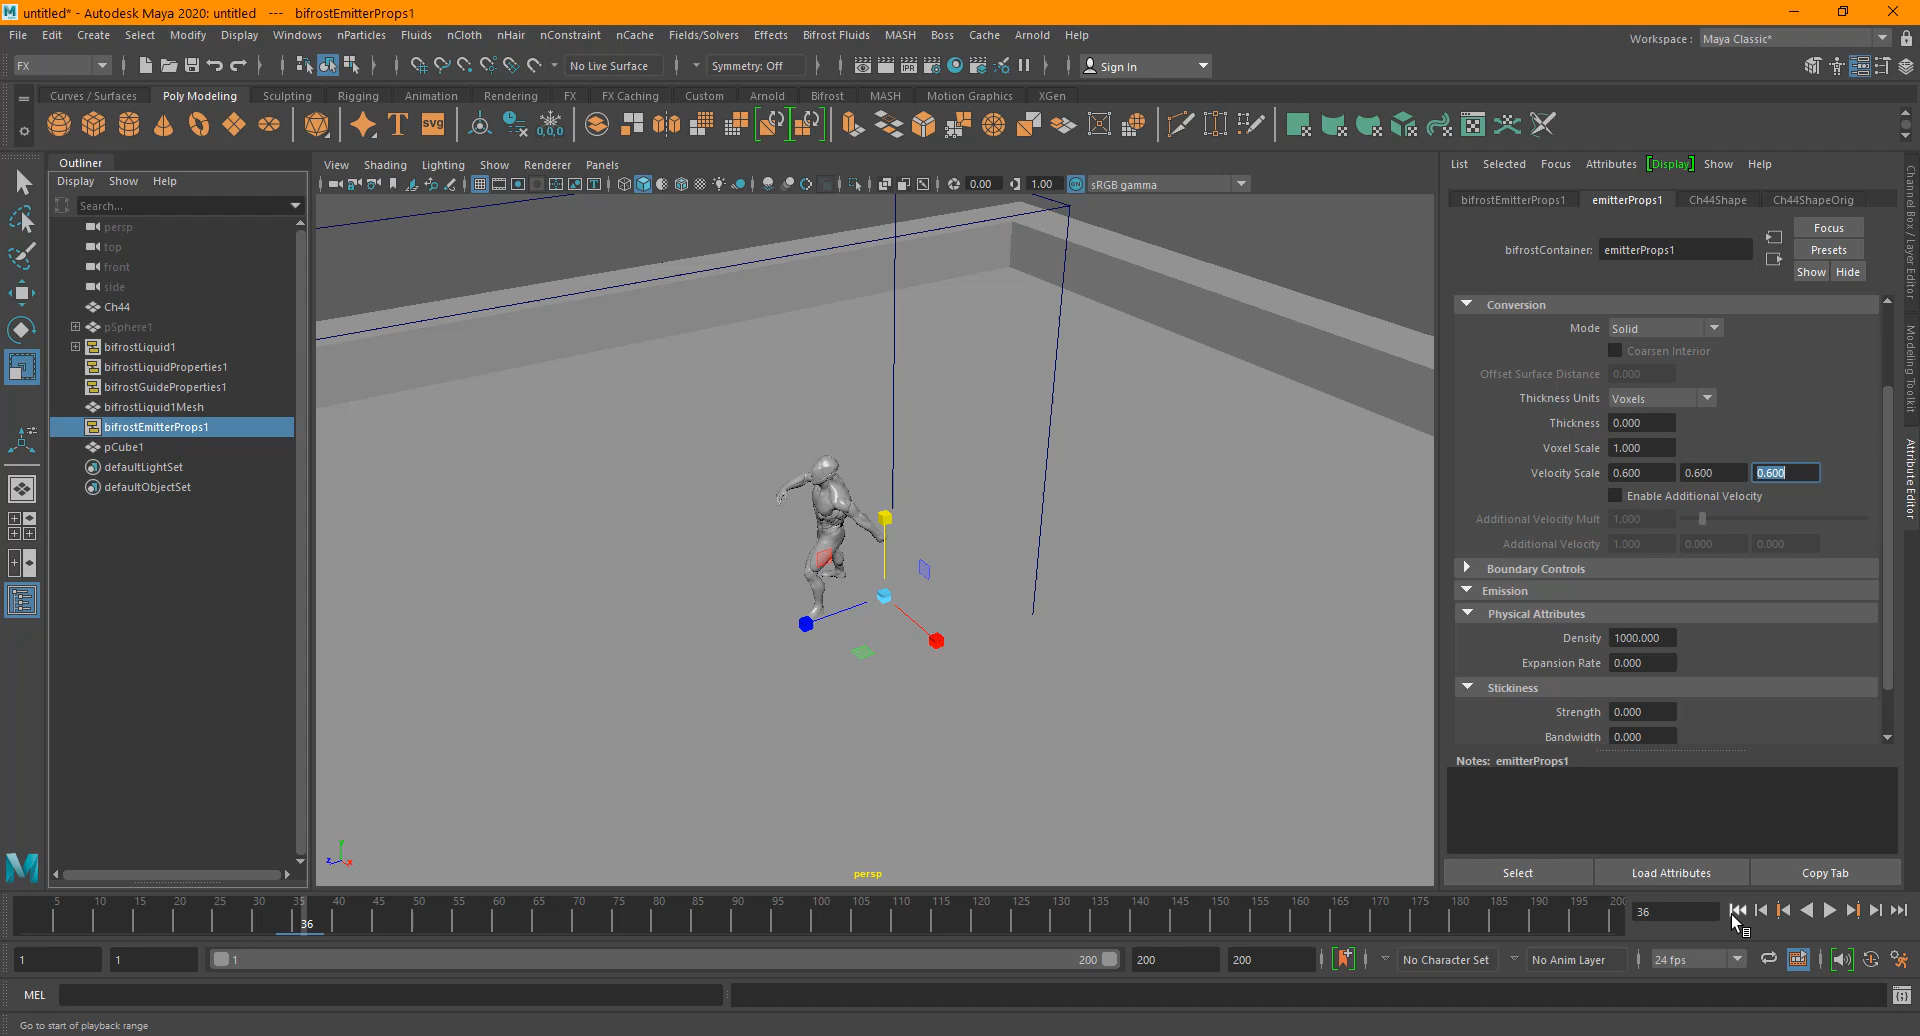 untitled* - Autodesk Maya 2020: untitled --- bifrostEmitterProps1
File Edit Create Select Modify Display Windows nParticles Fluids nCloth nHair nConstraint nCache Fields/Solvers Effects Bifrost Fluids MASH Boss Cache Arnold Help
Workspace : Maya Classic*
FX No Live Surface Symmetry: Off Sign In
Curves / Surfaces Poly Modeling Sculpting Rigging Animation Rendering FX FX Caching Custom Arnold Bifrost MASH Motion Graphics XGen
T svg 0,0,0
Outliner
Display Show Help
Search...
persp
top
front
side
Ch44
pSphere1
bifrostLiquid1
bifrostLiquidProperties1
bifrostGuideProperties1
bifrostLiquid1Mesh
bifrostEmitterProps1
pCube1
defaultLightSet
defaultObjectSet
View Shading Lighting Show Renderer Panels
0.00 1.00 sRGB gamma
persp
y
z
x
List Selected Focus Attributes [Display] Show Help
bifrostEmitterProps1 emitterProps1 Ch44Shape Ch44ShapeOrig
bifrostContainer: emitterProps1
Focus
Presets
Show Hide
Conversion
Mode Solid
Coarsen Interior
Offset Surface Distance 0.000
Thickness Units Voxels
Thickness 0.000
Voxel Scale 1.000
Velocity Scale 0.600 0.600 0.600
Enable Additional Velocity
Additional Velocity Mult 1.000
Additional Velocity 1.000 0.000 0.000
Boundary Controls
Emission
Physical Attributes
Density 1000.000
Expansion Rate 0.000
Stickiness
Strength 0.000
Bandwidth 0.000
Notes: emitterProps1
Select Load Attributes Copy Tab
Channel Box / Layer Editor
Modeling Toolkit
Attribute Editor
5 10 15 20 25 30 35 40 45 50 55 60 65 70 75 80 85 90 95 100 105 110 115 120 125 130 135 140 145 150 155 160 165 170 175 180 185 190 195 200
36
36
1 1 1 200 200 200 No Character Set No Anim Layer 24 fps
MEL
Go to start of playback range